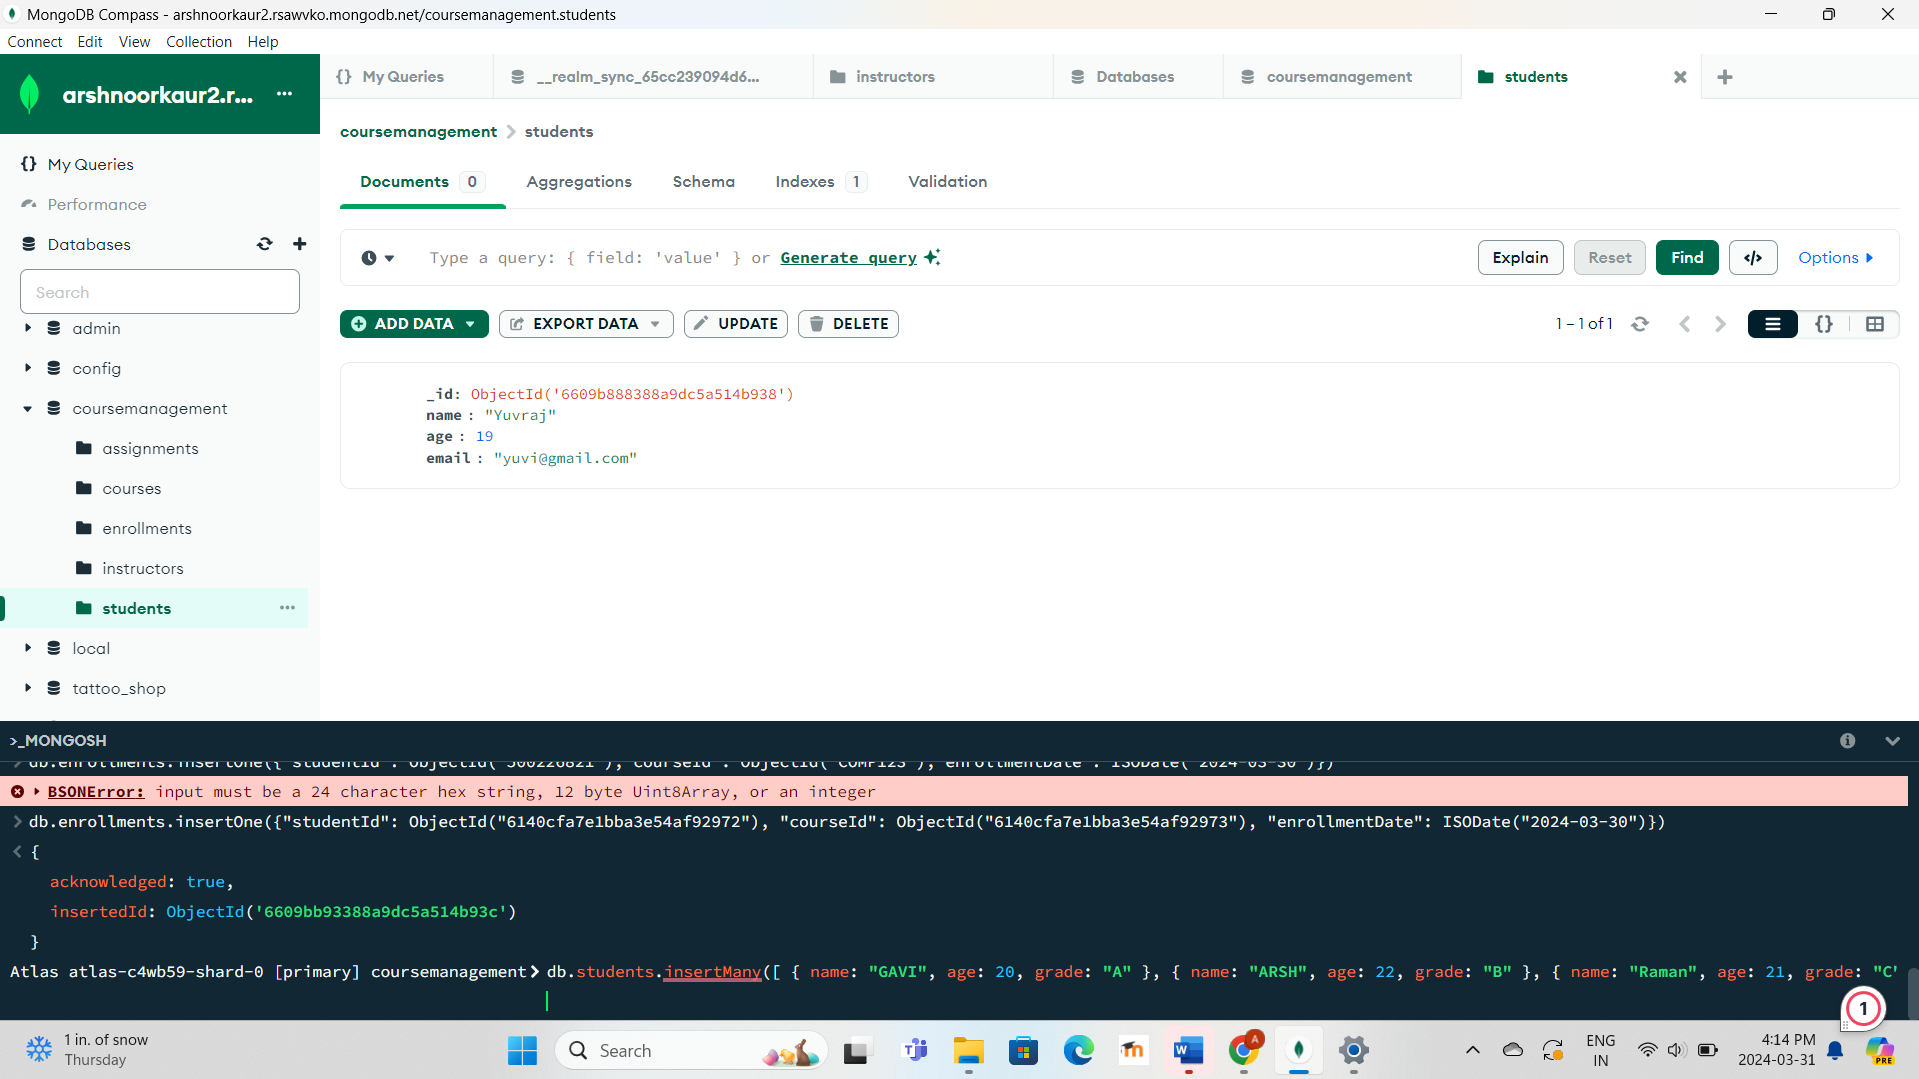 MongoDB Compass - arshnoorkaur2.rsawvko.mongodb.net/coursemanagement.students
Connect Edit View Collection Help
arshnoorkaur2.r... ...
{} My Queries
Performance
Databases
Search
admin
config
coursemanagement
assignments
courses
enrollments
instructors
students ...
local
tattoo_shop
{} My Queries __realm_sync_65cc239094d6... instructors Databases coursemanagement students
coursemanagement > students
Documents 0 Aggregations Schema Indexes 1 Validation
Type a query: { field: 'value' } or Generate query
Explain Reset Find </> Options
ADD DATA EXPORT DATA UPDATE DELETE
1 – 1 of 1 {}
_id: ObjectId('6609b888388a9dc5a514b938')
name : "Yuvraj"
age : 19
email : "yuvi@gmail.com"
>_MONGOSH
db.enrollments.insertOne({"studentId": ObjectId("500226821"), "courseId": ObjectId("COMP123"), "enrollmentDate": ISODate("2024-03-30")})
BSONError: input must be a 24 character hex string, 12 byte Uint8Array, or an integer
> db.enrollments.insertOne({"studentId": ObjectId("6140cfa7e1bba3e54af92972"), "courseId": ObjectId("6140cfa7e1bba3e54af92973"), "enrollmentDate": ISODate("2024-03-30")})
< {
acknowledged: true,
insertedId: ObjectId('6609bb93388a9dc5a514b93c')
}
Atlas atlas-c4wb59-shard-0 [primary] coursemanagement> db.students.insertMany([ { name: "GAVI", age: 20, grade: "A" }, { name: "ARSH", age: 22, grade: "B" }, { name: "Raman", age: 21, grade: "C"
1
1 in. of snow
Thursday
Search
ENG
IN
4:14 PM
2024-03-31
PRE